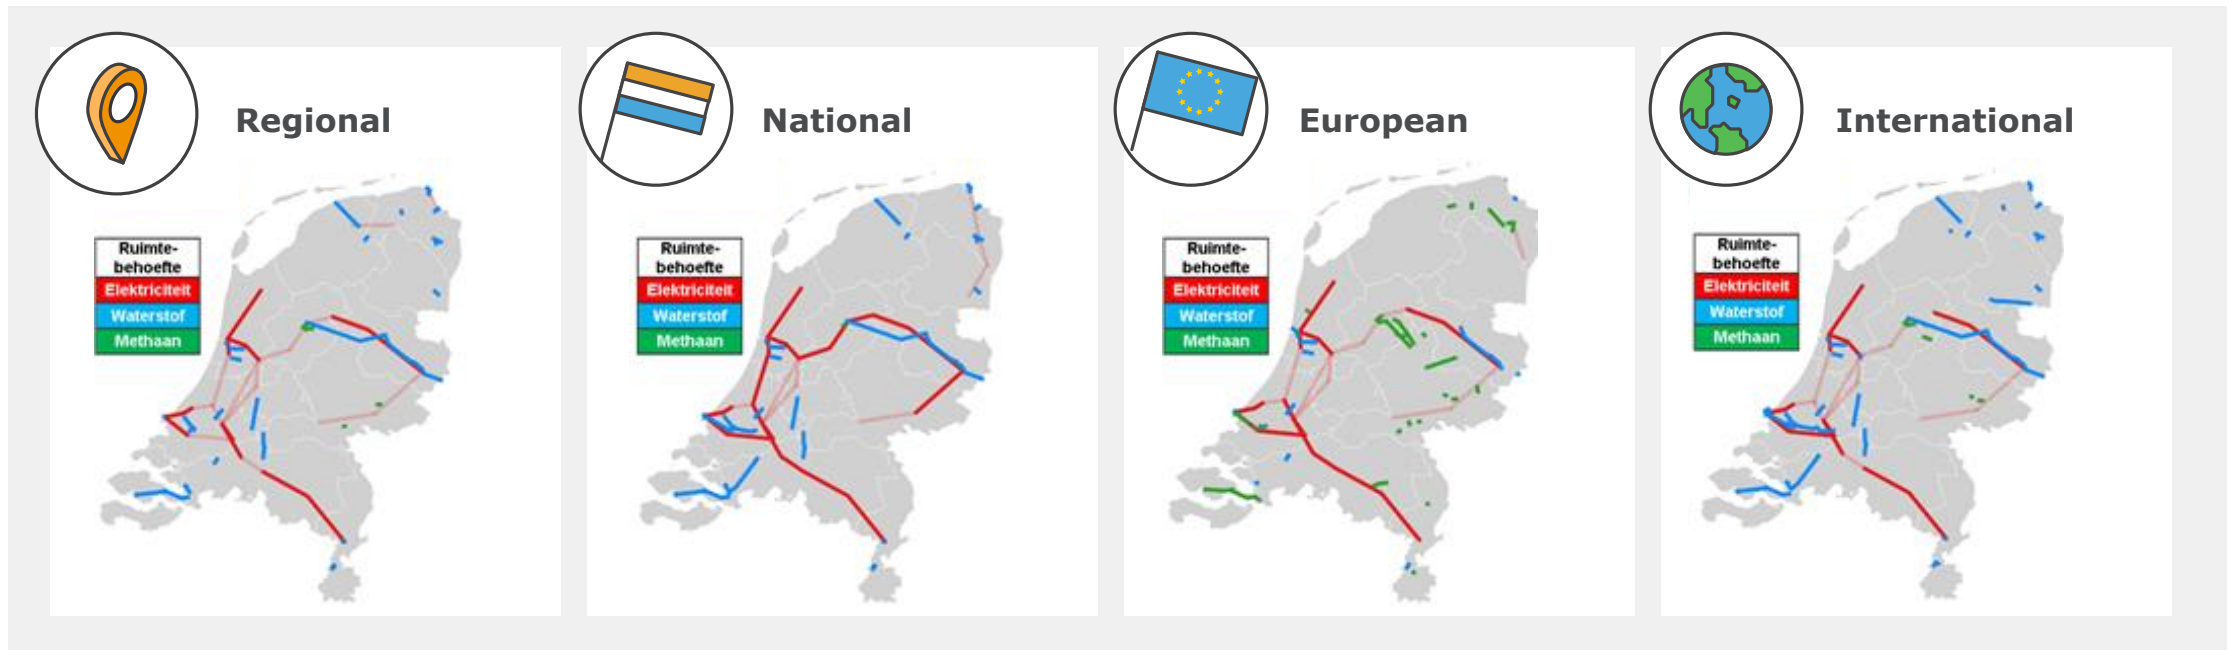 Regional
Ruimte-
behoefte
Elektriciteit
Waterstof
Methaan
National
Ruimte-
behoefte
Elektriciteit
Waterstof
Methaan
European
Ruimte-
behoefte
Elektriciteit
Waterstof
Methaan
International
Ruimte-
behoefte
Elektriciteit
Waterstof
Methaan